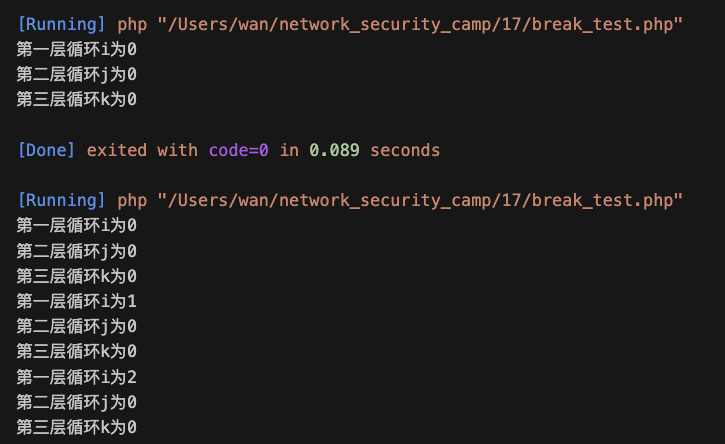 [Running] php "/Users/wan/network_security_camp/17/break_test.php"
第一层循环i为0
第二层循环j为0
第三层循环k为0
[Done] exited with code=0 in 0.089 seconds
[Running] php "/Users/wan/network_security_camp/17/break_test.php"
第一层循环i为0
第二层循环j为0
第三层循环k为0
第一层循环i为1
第二层循环j为0
第三层循环k为0
第一层循环i为2
第二层循环j为0
第三层循环k为0